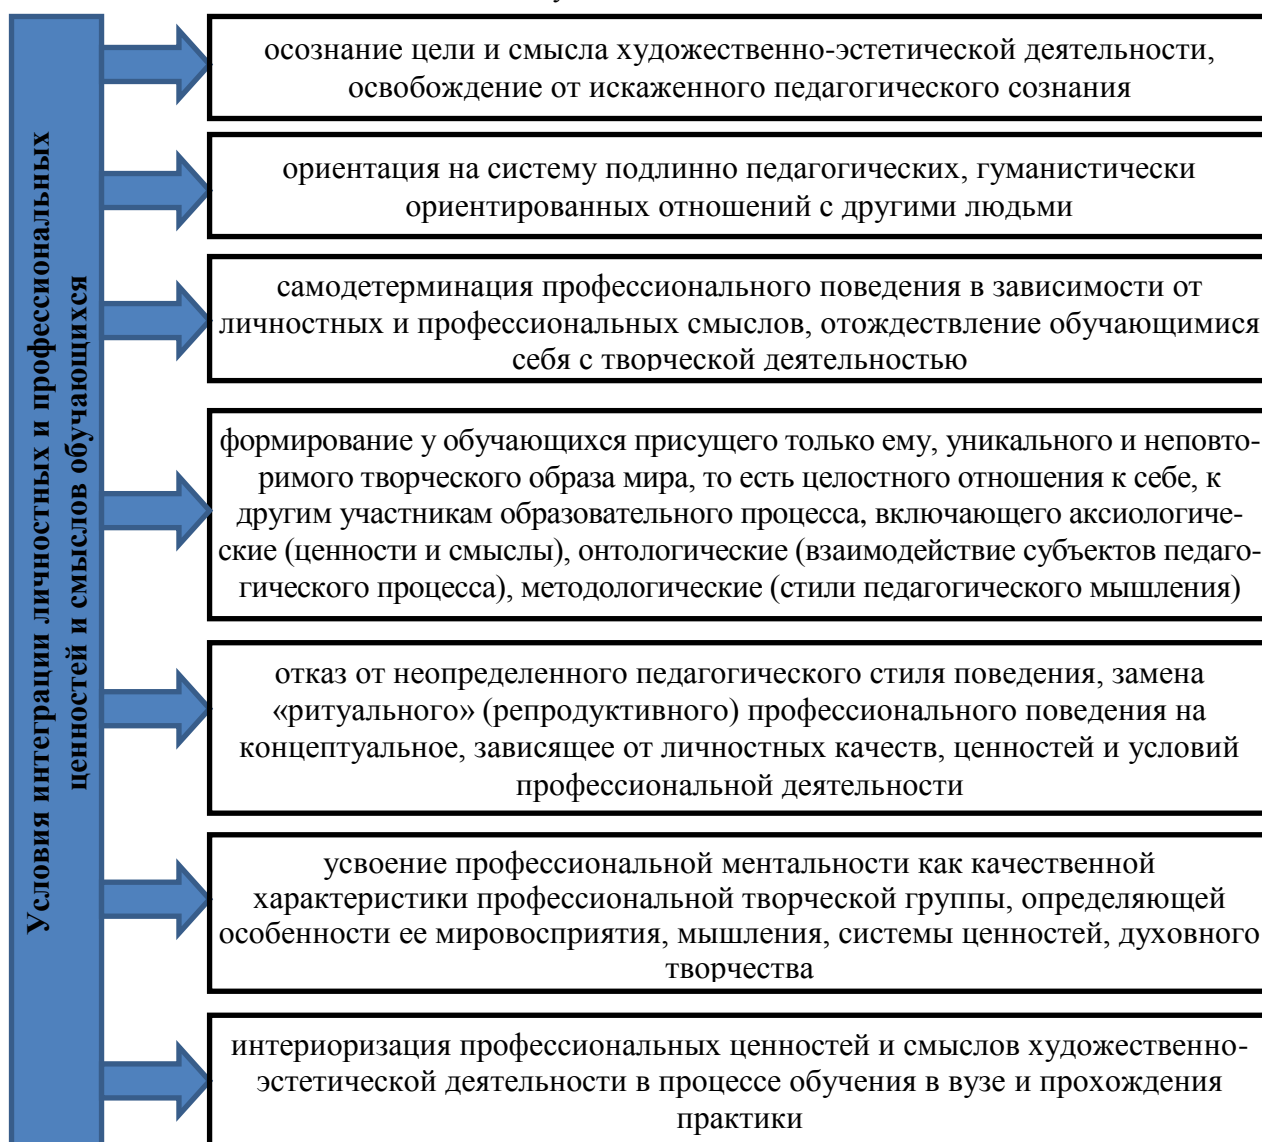 Условия интеграции личностных и профессиональных
ценностей и смыслов обучающихся
осознание цели и смысла художественно-эстетической деятельности,
освобождение от искаженного педагогического сознания
ориентация на систему подлинно педагогических, гуманистически
ориентированных отношений с другими людьми
самодетерминация профессионального поведения в зависимости от
личностных и профессиональных смыслов, отождествление обучающимися
себя с творческой деятельностью
формирование у обучающихся присущего только ему, уникального и неповто-
римого творческого образа мира, то есть целостного отношения к себе, к
другим участникам образовательного процесса, включающего аксиологиче-
ские (ценности и смыслы), онтологические (взаимодействие субъектов педаго-
гического процесса), методологические (стили педагогического мышления)
отказ от неопределенного педагогического стиля поведения, замена
«ритуального» (репродуктивного) профессионального поведения на
концептуальное, зависящее от личностных качеств, ценностей и условий
профессиональной деятельности
усвоение профессиональной ментальности как качественной
характеристики профессиональной творческой группы, определяющей
особенности ее мировосприятия, мышления, системы ценностей, духовного
творчества
интериоризация профессиональных ценностей и смыслов художественно-
эстетической деятельности в процессе обучения в вузе и прохождения
практики